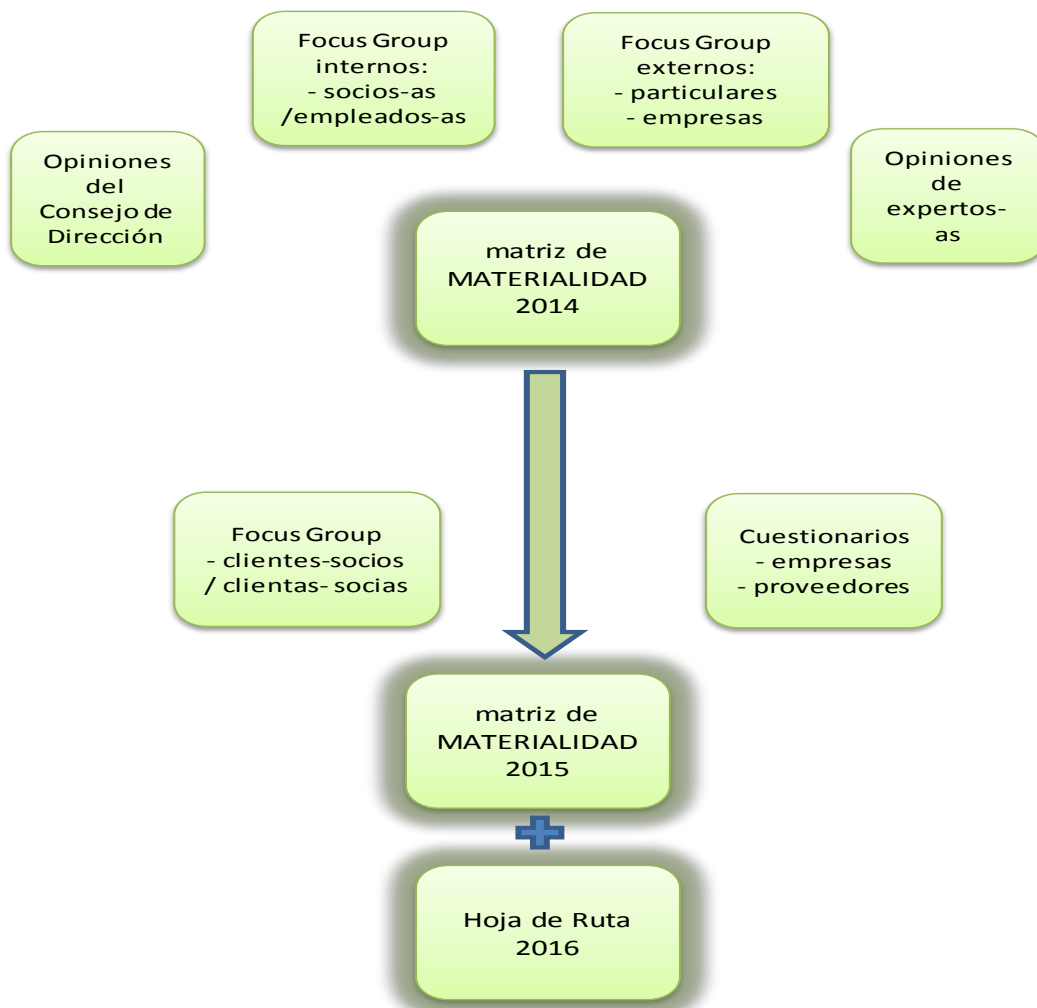 Focus Group
internos:
- socios-as
/empleados-as
Focus Group
externos:
- particulares
- empresas
Opiniones
del
Consejo de
Dirección
Opiniones
de
expertos-
as
matriz de
MATERIALIDAD
2014
Focus Group
- clientes-socios
/ clientas- socias
Cuestionarios
- empresas
- proveedores
matriz de
MATERIALIDAD
2015
Hoja de Ruta
2016